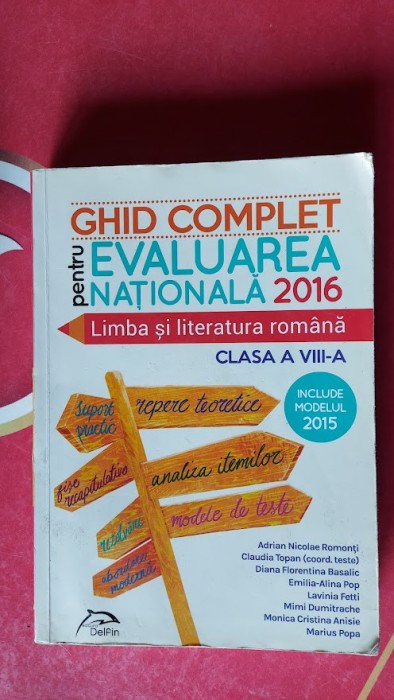 GHID COMPLET
pentru
EVALUAREA
NAȚIONALĂ 2016
Limba și literatura română
CLASA A VIII-A
INCLUDE
MODELUL
2015
suport
practic
repere teoretice
fișe
recapitulative
analiza itemilor
rezolvări
modele de teste
abordare
modernă
Adrian Nicolae Romonți
Claudia Topan (coord. teste)
Diana Florentina Basalic
Emilia-Alina Pop
Lavinia Fetti
Mimi Dumitrache
Monica Cristina Anisie
Marius Popa
Delfin